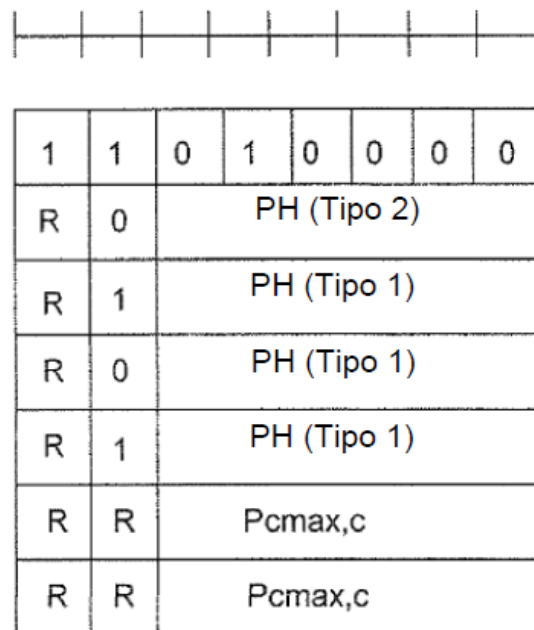 1 1 0 1 0 0 0 0
R 0 PH (Tipo 2)
R 1 PH (Tipo 1)
R 0 PH (Tipo 1)
R 1 PH (Tipo 1)
R R Pcmax,c
R R Pcmax,c